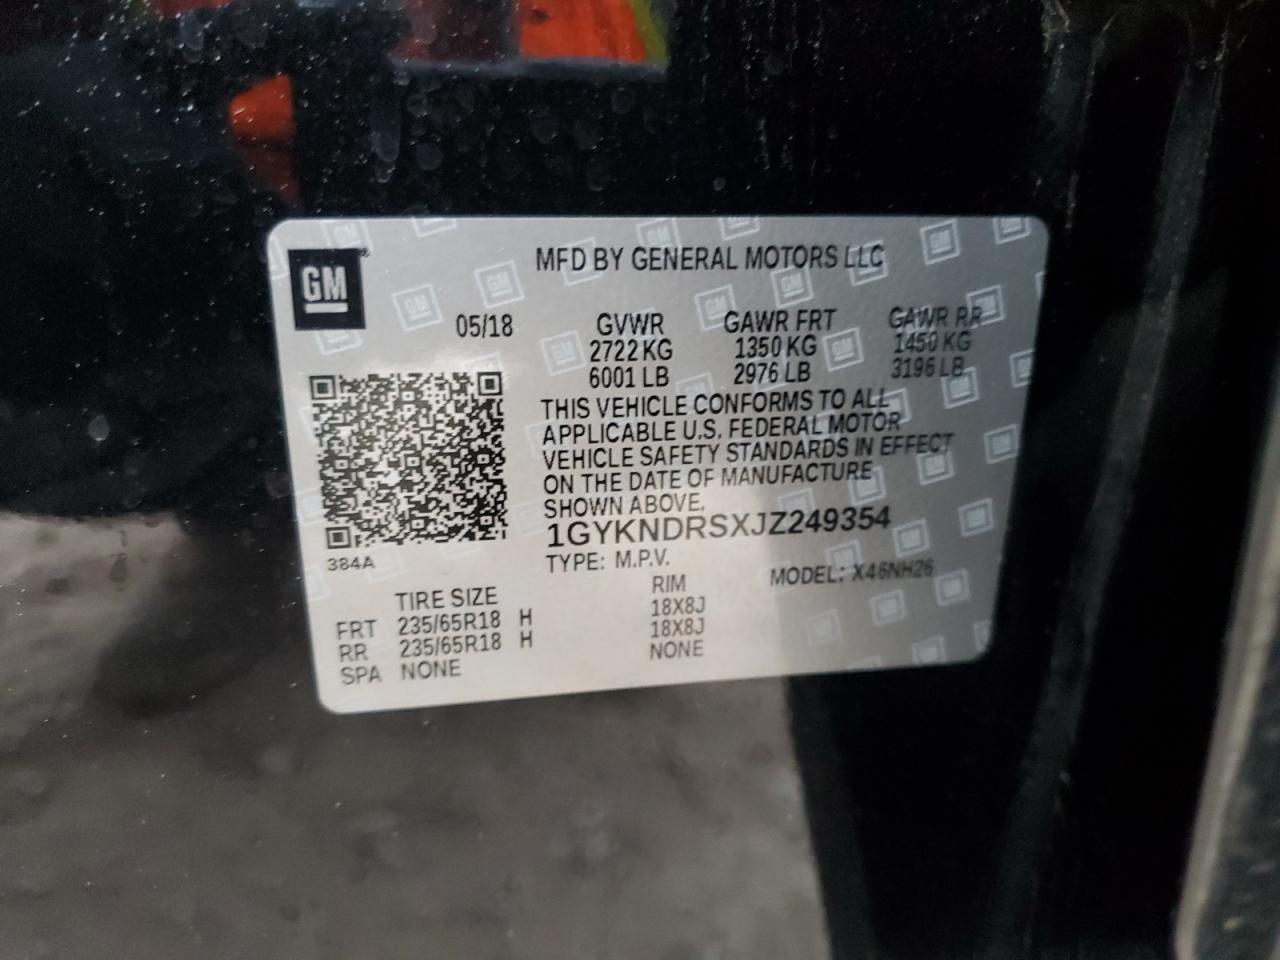 GM
MFD BY GENERAL MOTORS LLC
05/18 GVWR GAWR FRT GAWR RR
2722 KG 1350 KG 1450 KG
6001 LB 2976 LB 3196 LB
THIS VEHICLE CONFORMS TO ALL
APPLICABLE U.S. FEDERAL MOTOR
VEHICLE SAFETY STANDARDS IN EFFECT
ON THE DATE OF MANUFACTURE
SHOWN ABOVE.
1GYKNDRSXJZ249354
384A TYPE: M.P.V. MODEL: X46NH26
TIRE SIZE RIM
FRT 235/65R18 H 18X8J
RR 235/65R18 H 18X8J
SPA NONE NONE